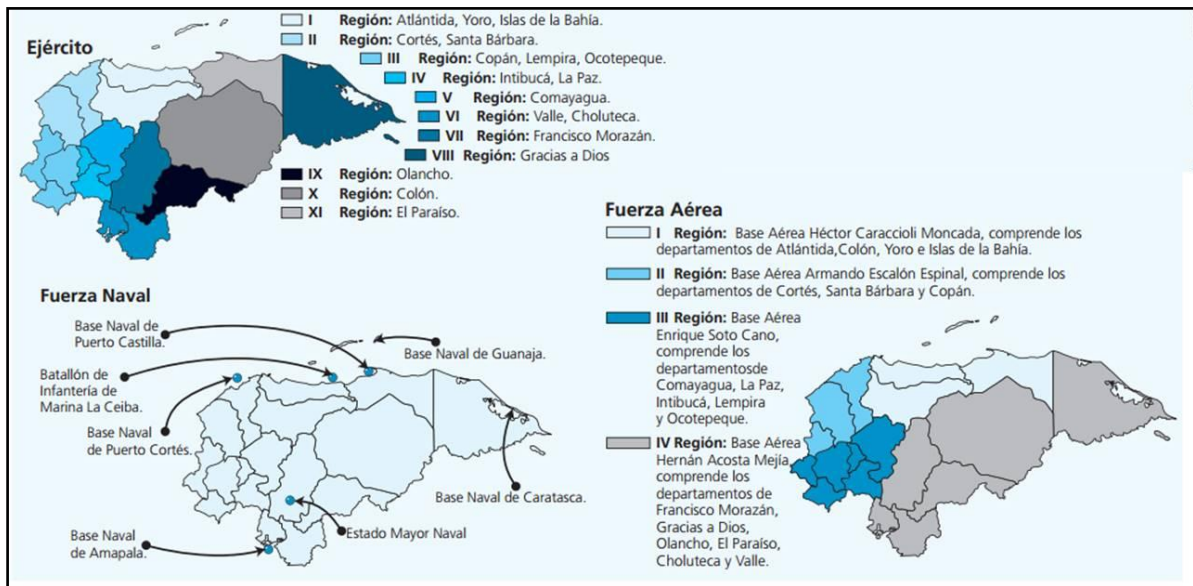 Ejército
I Región: Atlántida, Yoro, Islas de la Bahía.
II Región: Cortés, Santa Bárbara.
III Región: Copán, Lempira, Ocotepeque.
IV Región: Intibucá, La Paz.
V Región: Comayagua.
VI Región: Valle, Choluteca.
VII Región: Francisco Morazán.
VIII Región: Gracias a Dios
IX Región: Olancho.
X Región: Colón.
XI Región: El Paraíso.
Fuerza Naval
Base Naval de
Puerto Castilla.
Base Naval de Guanaja.
Batallón de
Infantería de
Marina La Ceiba.
Base Naval
de Puerto Cortés.
Base Naval de Caratasca.
Estado Mayor Naval
Base Naval
de Amapala.
Fuerza Aérea
I Región: Base Aérea Héctor Caraccioli Moncada, comprende los
departamentos de Atlántida,Colón, Yoro e Islas de la Bahía.
II Región: Base Aérea Armando Escalón Espinal, comprende los
departamentos de Cortés, Santa Bárbara y Copán.
III Región: Base Aérea
Enrique Soto Cano,
comprende los
departamentosde
Comayagua, La Paz,
Intibucá, Lempira
y Ocotepeque.
IV Región: Base Aérea
Hernán Acosta Mejía,
comprende los
departamentos de
Francisco Morazán,
Gracias a Dios,
Olancho, El Paraíso,
Choluteca y Valle.